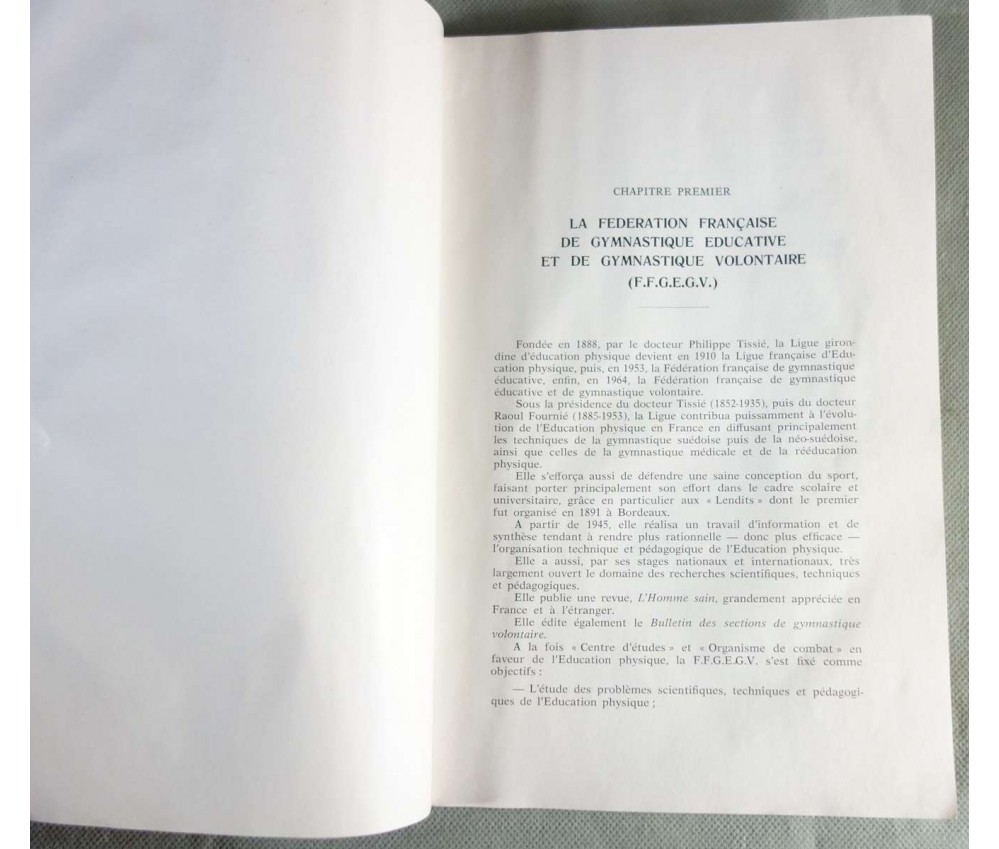 CHAPITRE PREMIER
LA FEDERATION FRANÇAISE
DE GYMNASTIQUE EDUCATIVE
ET DE GYMNASTIQUE VOLONTAIRE
(F.F.G.E.G.V.)
Fondée en 1888, par le docteur Philippe Tissié, la Ligue giron-
dine d'éducation physique devient en 1910 la Ligue française d'Edu-
cation physique, puis, en 1953, la Fédération française de gymnastique
éducative, enfin, en 1964, la Fédération française de gymnastique
éducative et de gymnastique volontaire.
Sous la présidence du docteur Tissié (1852-1935), puis du docteur
Raoul Fournié (1885-1953), la Ligue contribua puissamment à l'évolu-
tion de l'Education physique en France en diffusant principalement
les techniques de la gymnastique suédoise puis de la néo-suédoise,
ainsi que celles de la gymnastique médicale et de la rééducation
physique.
Elle s'efforça aussi de défendre une saine conception du sport,
faisant porter principalement son effort dans le cadre scolaire et
universitaire, grâce en particulier aux « Lendits » dont le premier
fut organisé en 1891 à Bordeaux.
A partir de 1945, elle réalisa un travail d'information et de
synthèse tendant à rendre plus rationnelle — donc plus efficace —
l'organisation technique et pédagogique de l'Education physique.
Elle a aussi, par ses stages nationaux et internationaux, très
largement ouvert le domaine des recherches scientifiques, techniques
et pédagogiques.
Elle publie une revue, L'Homme sain, grandement appréciée en
France et à l'étranger.
Elle édite également le Bulletin des sections de gymnastique
volontaire.
A la fois « Centre d'études » et « Organisme de combat » en
faveur de l'Education physique, la F.F.G.E.G.V. s'est fixé comme
objectifs :
— L'étude des problèmes scientifiques, techniques et pédagogi-
ques de l'Education physique ;